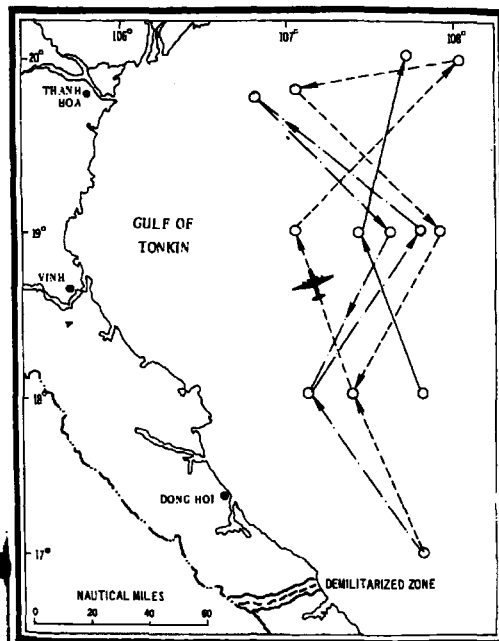 106°
107°
108°
20°
THANH
HOA
19°
GULF OF
TONKIN
VINH
18°
DONG HOI
17°
NAUTICAL MILES
DEMILITARIZED ZONE
0 20 40 60